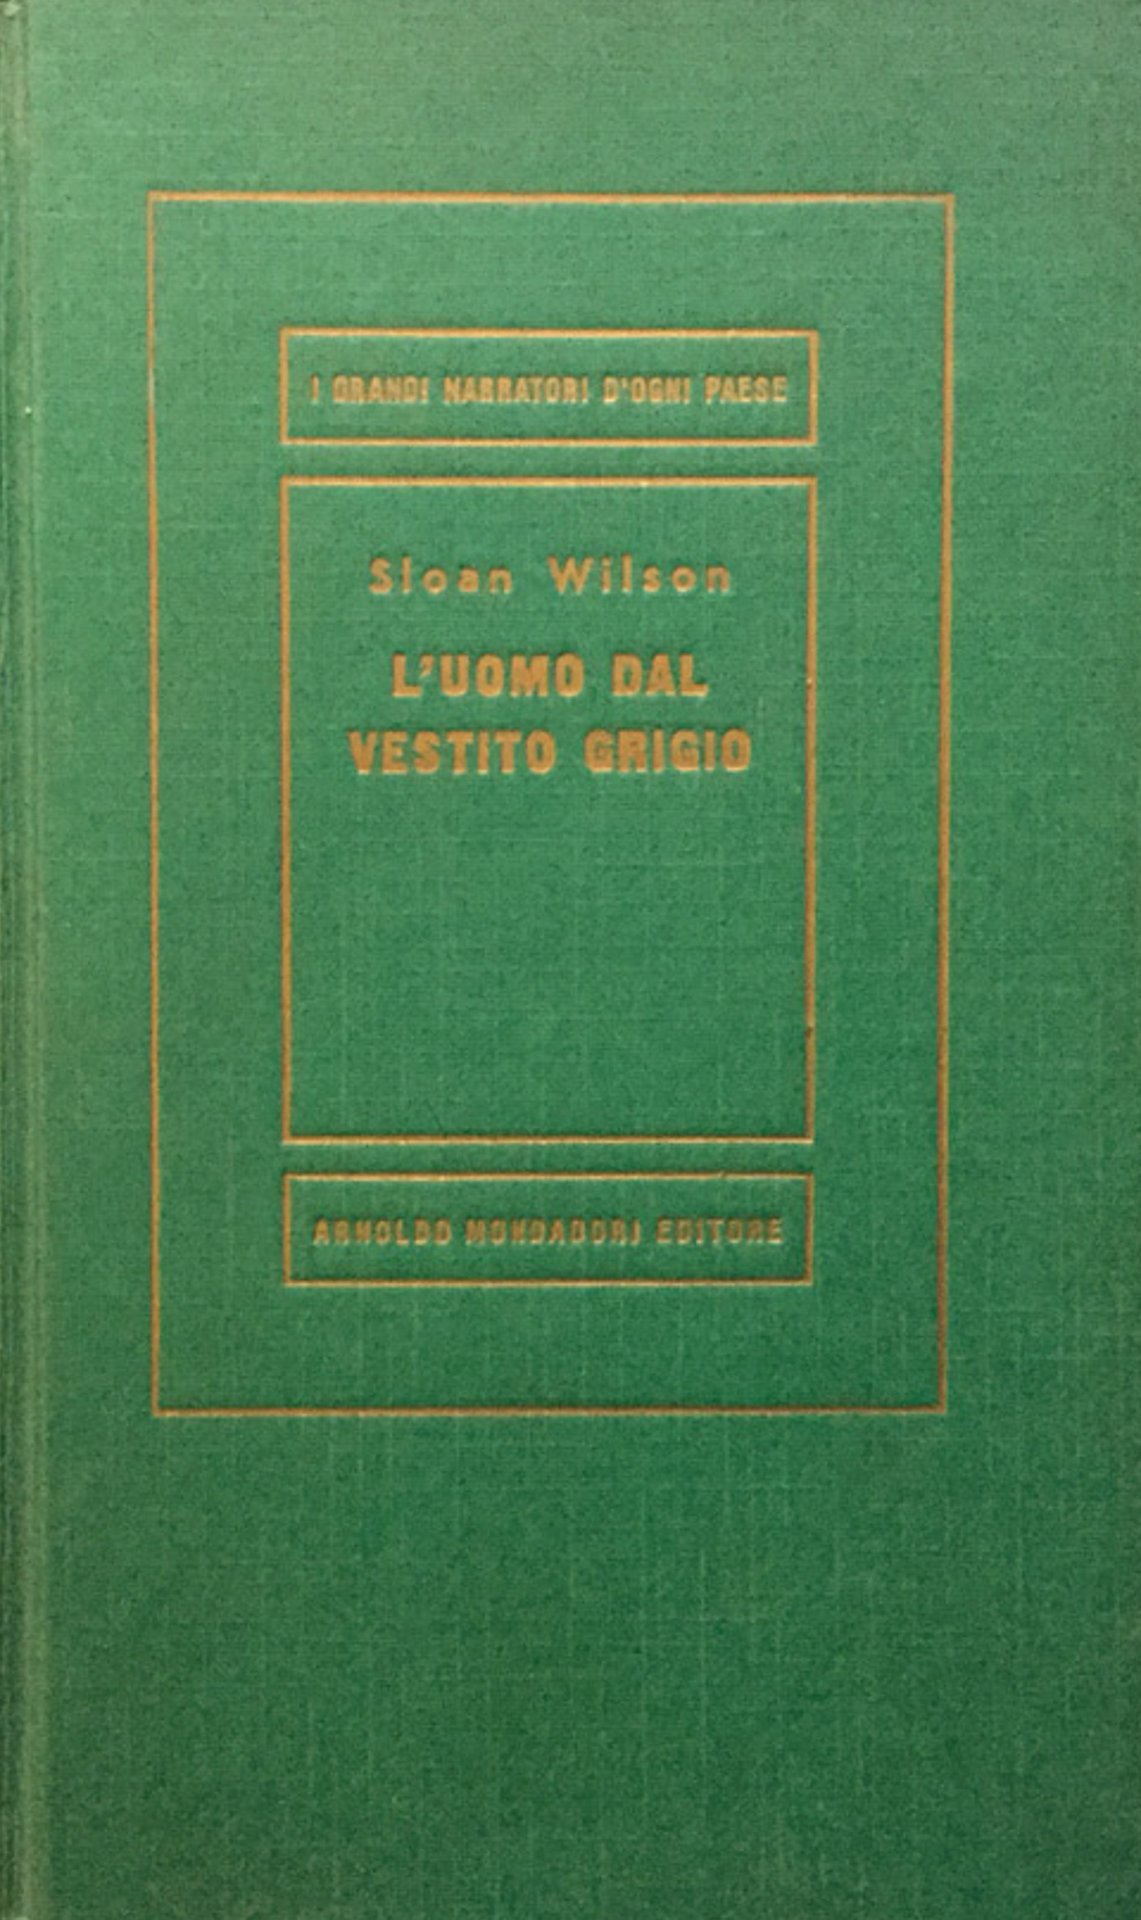 I GRANDI NARRATORI D'OGNI PAESE
Sloan Wilson
L'UOMO DAL
VESTITO GRIGIO
ARNOLDO MONDADORI EDITORE